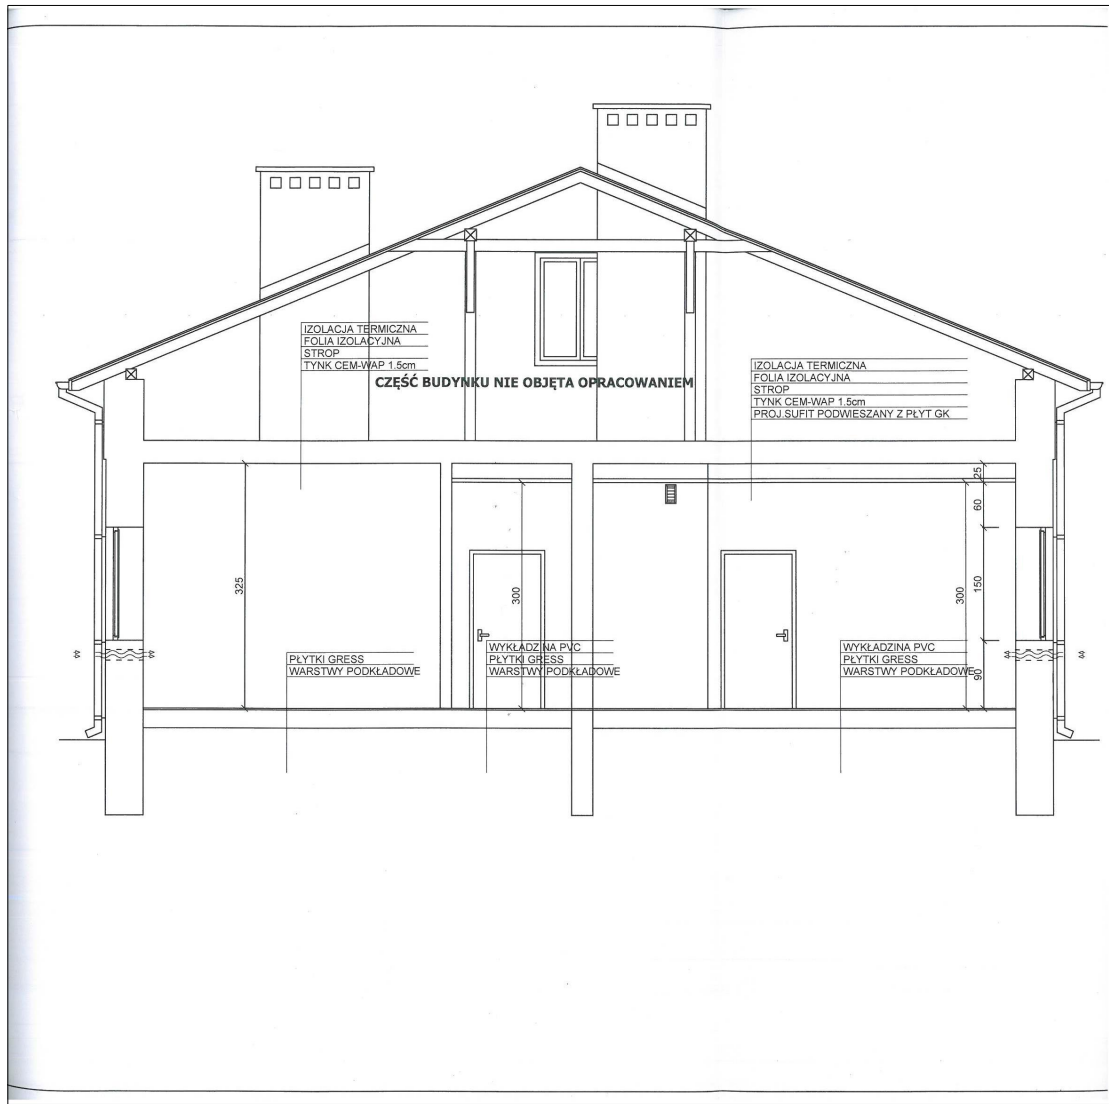 IZOLACJA TERMICZNA
FOLIA IZOLACYJNA
STROP
TYNK CEM-WAP 1.5cm
CZĘŚĆ BUDYNKU NIE OBJĘTA OPRACOWANIEM
IZOLACJA TERMICZNA
FOLIA IZOLACYJNA
STROP
TYNK CEM-WAP 1.5cm
PROJ.SUFIT PODWIESZANY Z PŁYT GK
25
60
325
300
300
150
PŁYTKI GRESS
WARSTWY PODKŁADOWE
WYKŁADZINA PVC
PŁYTKI GRESS
WARSTWY PODKŁADOWE
WYKŁADZINA PVC
PŁYTKI GRESS
WARSTWY PODKŁADOWE
90